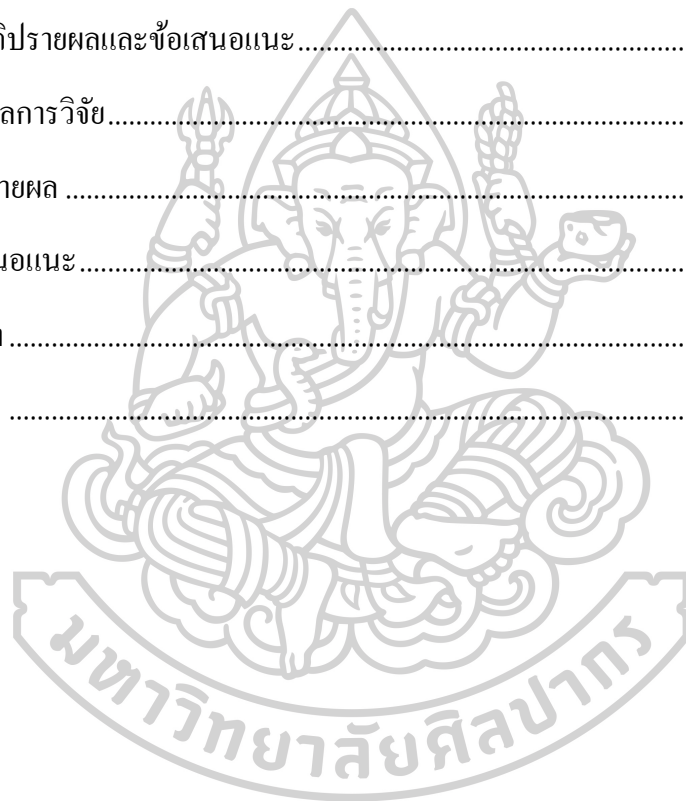 ิปรายผลและข้อเสนอแนะ........................................................
ลการวิจัย....................................................................................
ายผล ..........................................................................................
นอแนะ........................................................................................
า ..................................................................................................
..................................................................................................
มหาวิทยาลัยศิลปากร